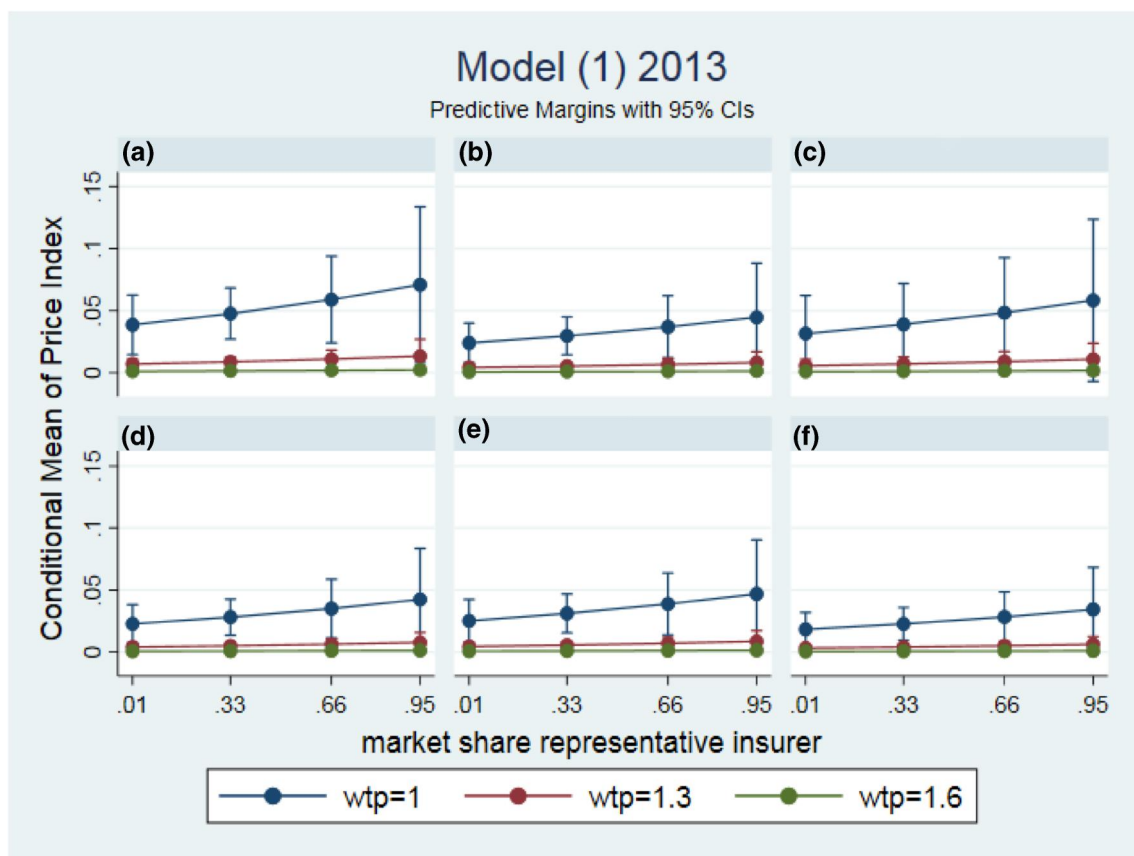 Model (1) 2013
Predictive Margins with 95% CIs
(a) (b) (c)
Conditional Mean of Price Index
.15
.1
.05
0
(d) (e) (f)
.15
.1
.05
0
.01 .33 .66 .95 .01 .33 .66 .95 .01 .33 .66 .95
market share representative insurer
wtp=1 wtp=1.3 wtp=1.6